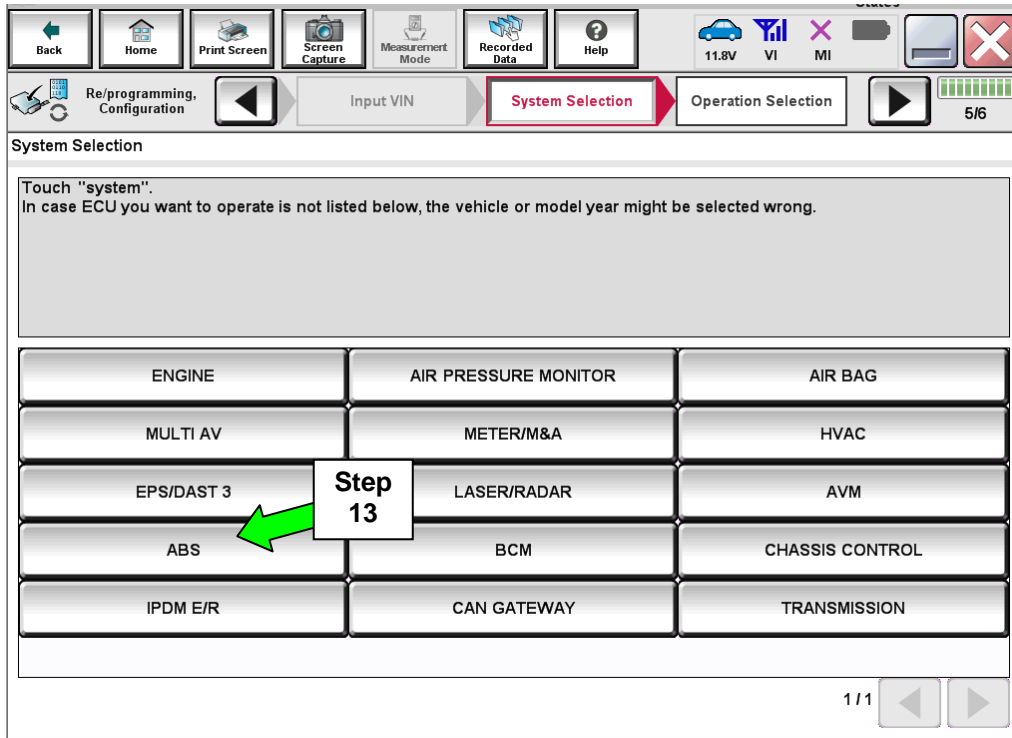 States
Back
Home
Print Screen
Screen
Capture
Measurement
Mode
Recorded
Data
Help
11.8V
VI
MI
Re/programming,
Configuration
Input VIN
System Selection
Operation Selection
5/6
System Selection
Touch "system".
In case ECU you want to operate is not listed below, the vehicle or model year might be selected wrong.
ENGINE
AIR PRESSURE MONITOR
AIR BAG
MULTI AV
METER/M&A
HVAC
EPS/DAST 3
LASER/RADAR
AVM
Step
13
ABS
BCM
CHASSIS CONTROL
IPDM E/R
CAN GATEWAY
TRANSMISSION
1/1